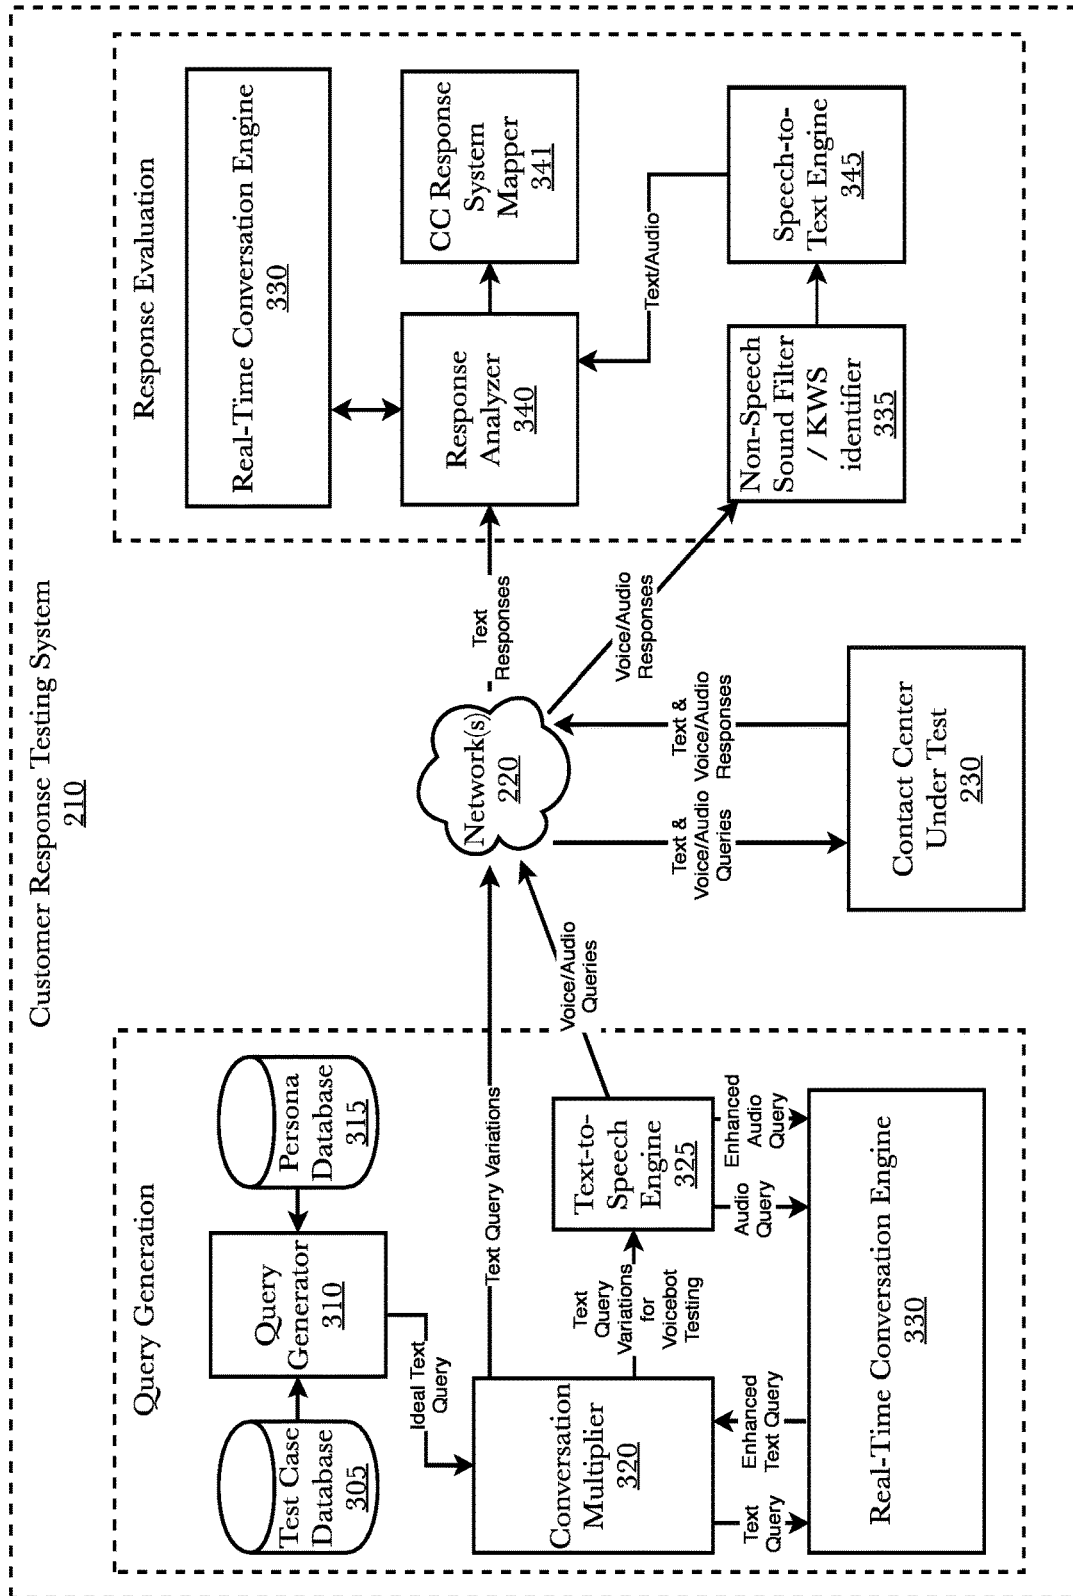 Customer Response Testing System
210
Query Generation
Test Case
Database
305
Query
Generator
310
Persona
Database
315
Ideal Text
Query
Conversation
Multiplier
320
Text Query Variations
Text
Query
Variations
for
Voicebot
Testing
Text-to-
Speech
Engine
325
Voice/Audio
Queries
Text
Query
Enhanced
Text Query
Audio
Query
Enhanced
Audio
Query
Real-Time Conversation Engine
330
Network(s)
220
Text &
Voice/Audio
Queries
Text &
Voice/Audio
Responses
Contact Center
Under Test
230
Text
Responses
Voice/Audio
Responses
Response Evaluation
Real-Time Conversation Engine
330
Response
Analyzer
340
CC Response
System
Mapper
341
Text/Audio
Non-Speech
Sound Filter
/ KWS
identifier
335
Speech-to-
Text Engine
345